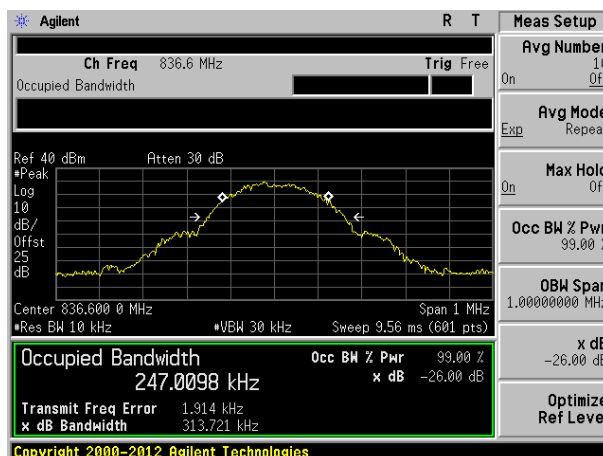 Agilent R T Meas Setup
Ch Freq 836.6 MHz Trig Free
Occupied Bandwidth
Avg Number
On
Avg Mode
Exp
Max Hold
On
Occ BW % Pwr
99.00
OBW Span
1.00000000
x dB
-26.00
Optimize
Ref Level
Ref 40 dBm Atten 30 dB
#Peak
Log
10
dB/
Offst
25
dB
Center 836.600 0 MHz Span 1 MHz
#Res BW 10 kHz #VBW 30 kHz Sweep 9.56 ms (601 pts)
Occupied Bandwidth Occ BW % Pwr 99.00 %
247.0098 kHz x dB -26.00 dB
Transmit Freq Error 1.914 kHz
x dB Bandwidth 313.721 kHz
Copyright 2000-2012 Agilent Technologies